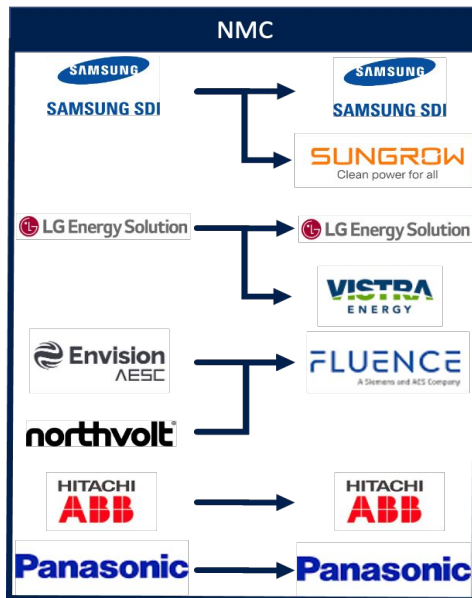 NMC
SAMSUNG
SAMSUNG SDI
SAMSUNG
SAMSUNG SDI
SUNGROW
Clean power for all
LG Energy Solution
LG Energy Solution
VISTRA
ENERGY
Envision
AESC
FLUENCE
A Siemens and AES Company
northvolt
HITACHI
ABB
HITACHI
ABB
Panasonic
Panasonic